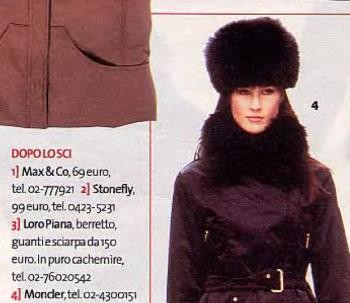 4
DOPO LO SCI
1] Max & Co, 69 euro,
tel. 02-777921 2] Stonefly,
99 euro, tel. 0423-5231
3] Loro Piana, berretto,
guanti e sciarpa da 150
euro. In puro cachemire,
tel. 02-76020542
4] Moncler, tel. 02-4300151